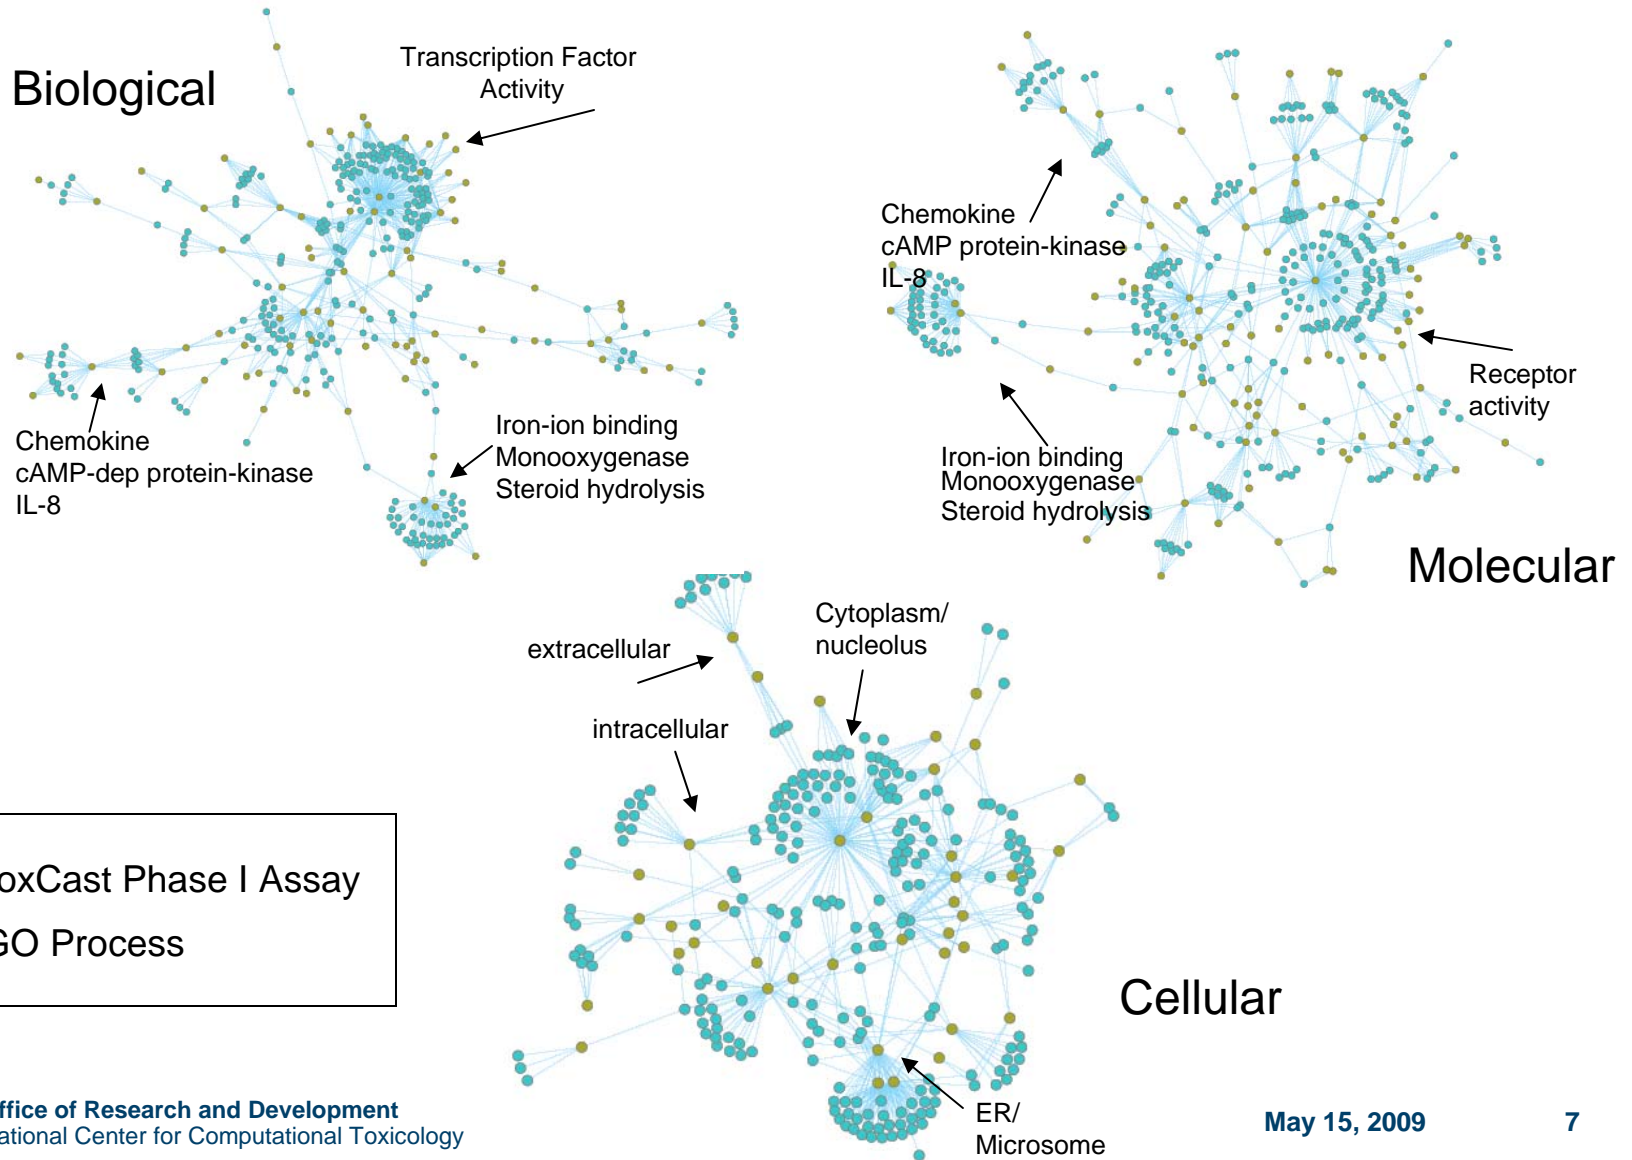 Biological
Transcription Factor
Activity
Chemokine
cAMP-dep protein-kinase
IL-8
Iron-ion binding
Monooxygenase
Steroid hydrolysis
Chemokine
cAMP protein-kinase
IL-8
Iron-ion binding
Monooxygenase
Steroid hydrolysis
Receptor
activity
Molecular
extracellular
Cytoplasm/
nucleolus
intracellular
ER/
Microsome
Cellular
oxCast Phase I Assay
GO Process
ffice of Research and Development
ational Center for Computational Toxicology
May 15, 2009
7